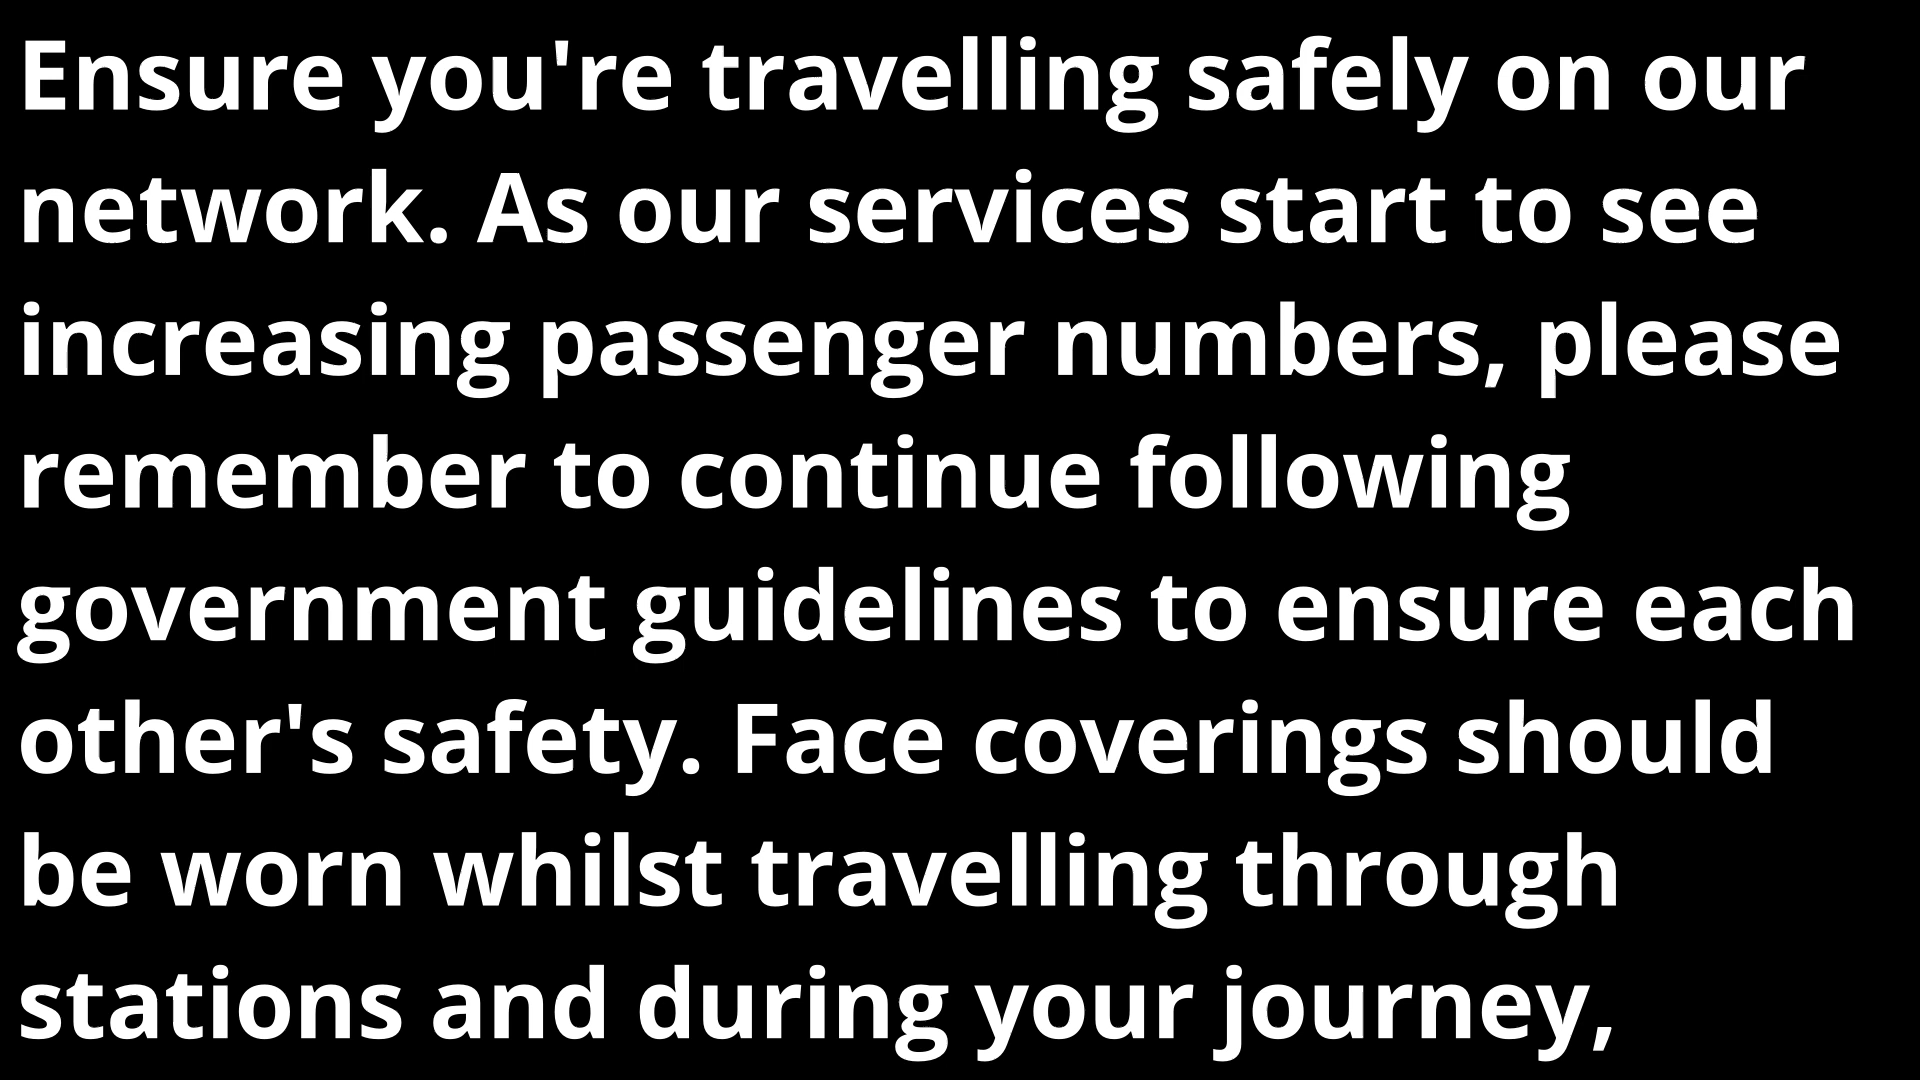 Ensure you're travelling safely on our
network. As our services start to see
increasing passenger numbers, please
remember to continue following
government guidelines to ensure each
other's safety. Face coverings should
be worn whilst travelling through
stations and during your journey,